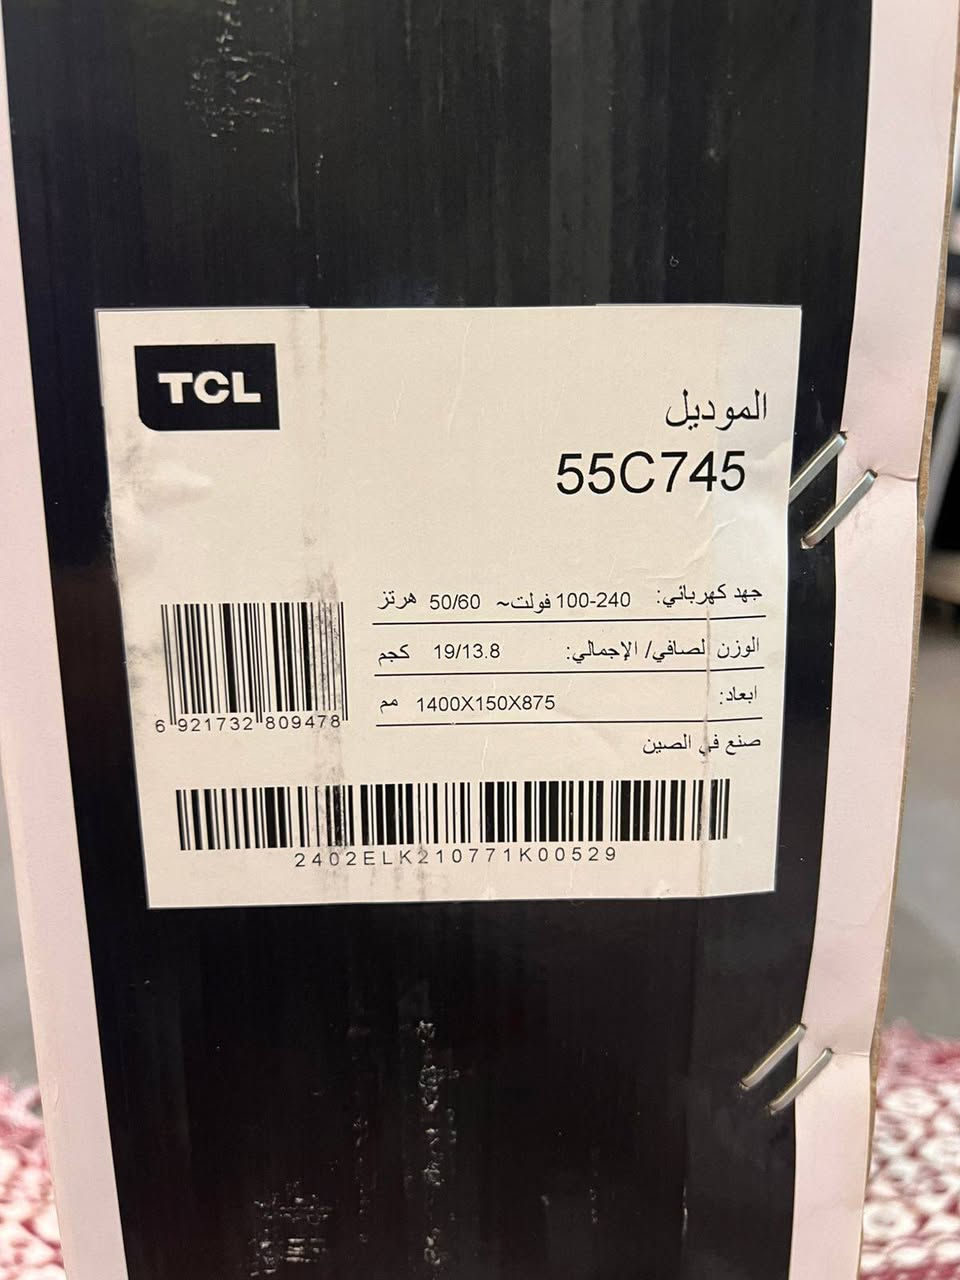 TCL
الموديل
55C745
جهد كهربائي: 100-240 فولت~ 50/60 هرتز
الوزن لصافي/ الإجمالي: 19/13.8 كجم
ابعاد: 1400X150X875 مم
صنع في الصين
6 921732 809478
2402ELK210771K00529